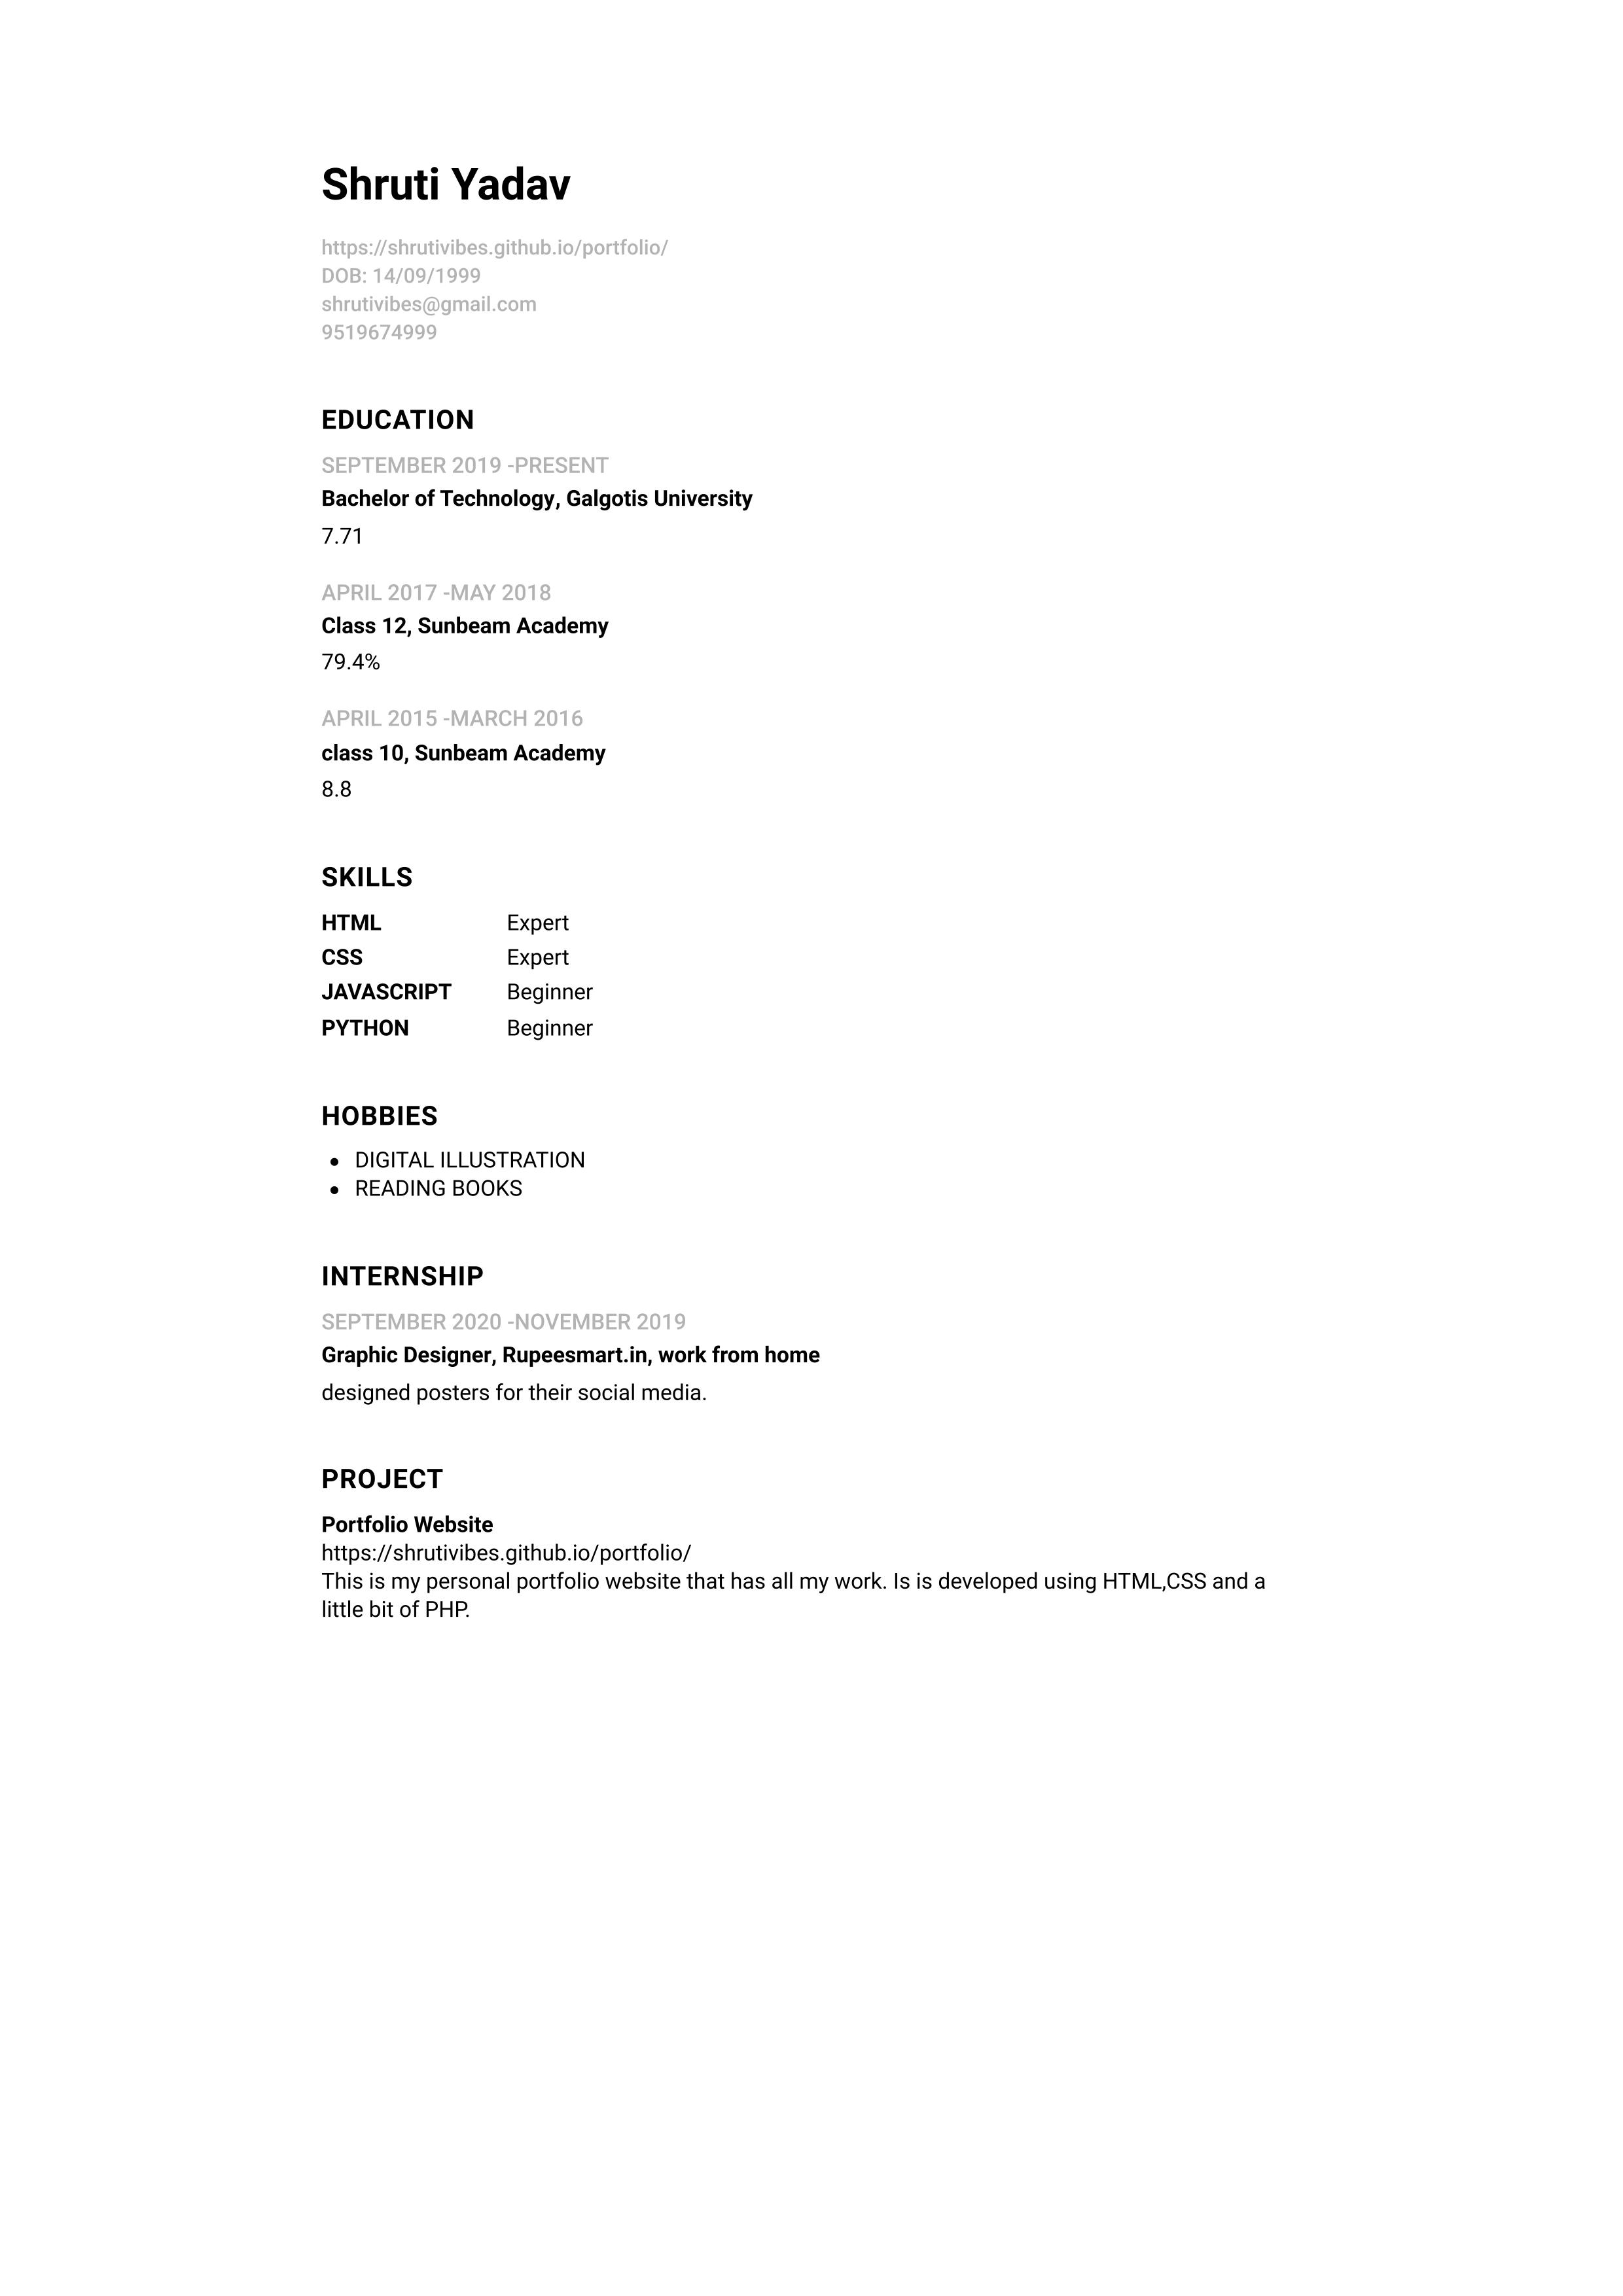 Shruti Yadav
https://shrutivibes.github.io/portfolio/
DOB: 14/09/1999
shrutivibes@gmail.com
9519674999
EDUCATION
SEPTEMBER 2019 -PRESENT
Bachelor of Technology, Galgotis University
7.71
APRIL 2017 -MAY 2018
Class 12, Sunbeam Academy
79.4%
APRIL 2015 -MARCH 2016
class 10, Sunbeam Academy
8.8
SKILLS
HTML Expert
CSS Expert
JAVASCRIPT Beginner
PYTHON Beginner
HOBBIES
• DIGITAL ILLUSTRATION
• READING BOOKS
INTERNSHIP
SEPTEMBER 2020 -NOVEMBER 2019
Graphic Designer, Rupeesmart.in, work from home
designed posters for their social media.
PROJECT
Portfolio Website
https://shrutivibes.github.io/portfolio/
This is my personal portfolio website that has all my work. Is is developed using HTML,CSS and a
little bit of PHP.